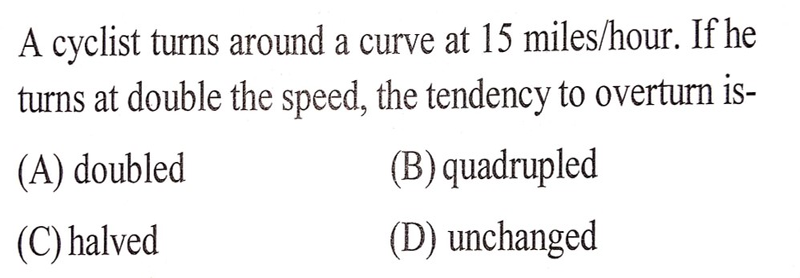 A cyclist turns around a curve at 15 miles/hour. If he
turns at double the speed, the tendency to overturn is-
(A) doubled (B) quadrupled
(C) halved (D) unchanged